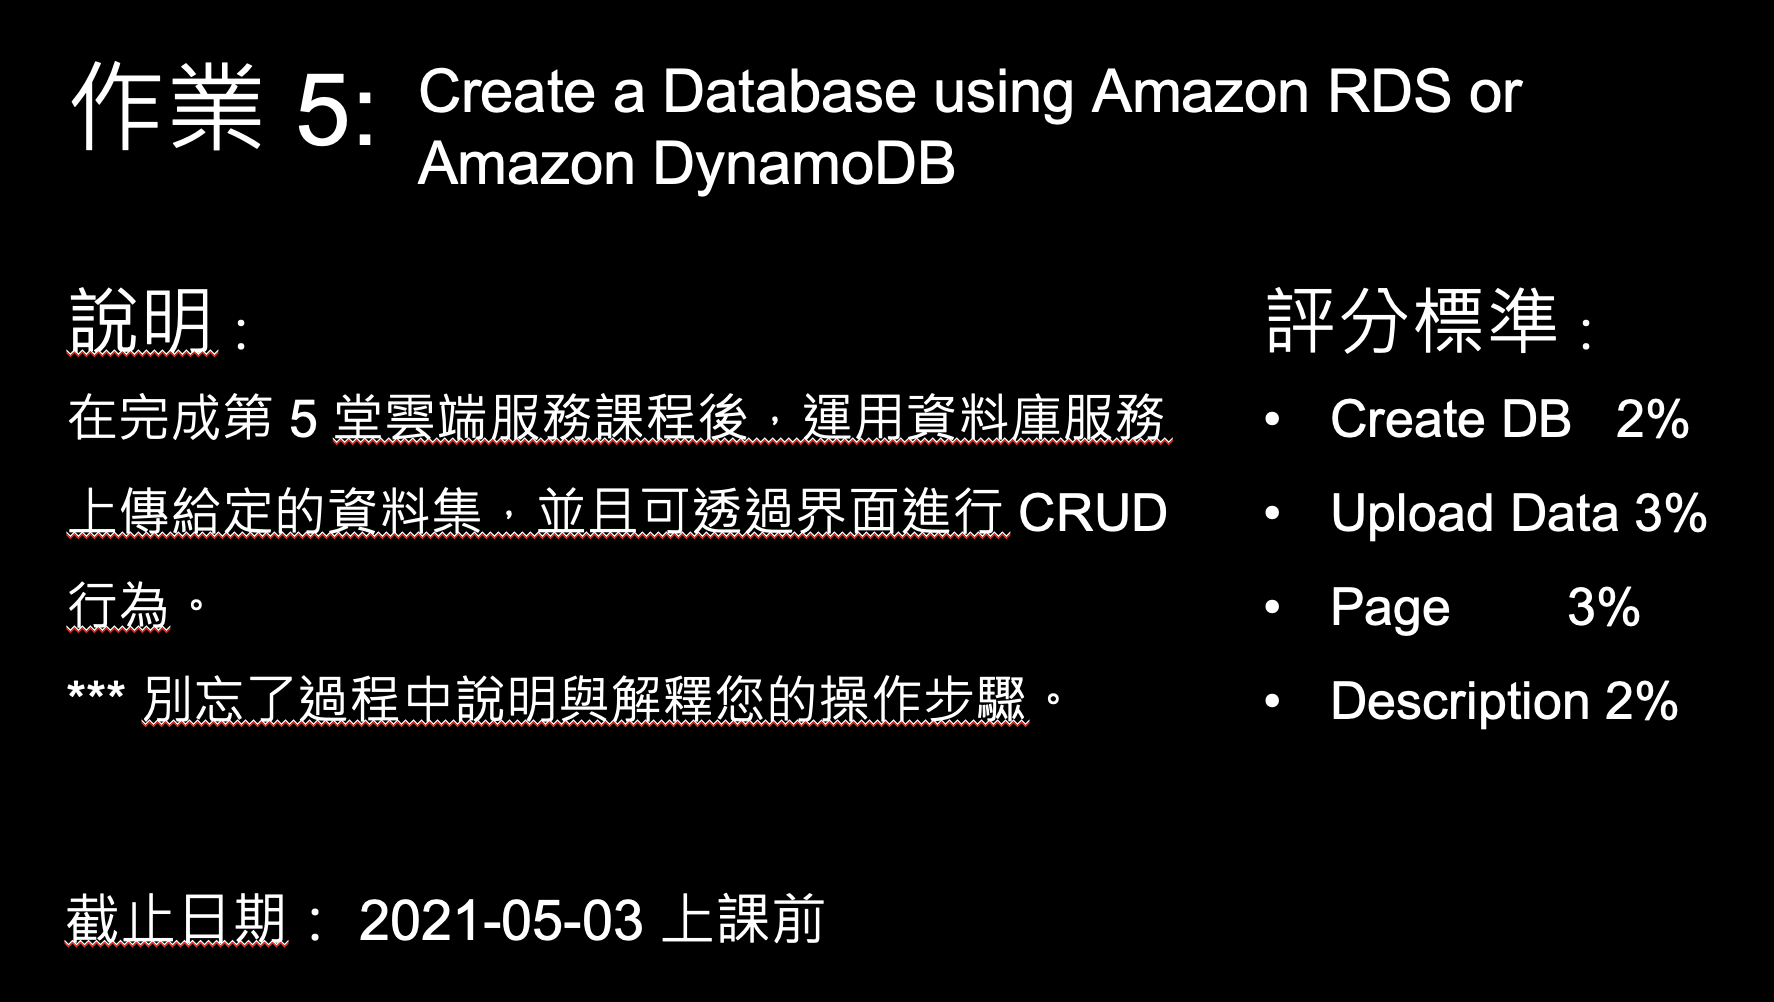 作業 5: Create a Database using Amazon RDS or
Amazon DynamoDB
說明：
在完成第 5 堂雲端服務課程後，運用資料庫服務
上傳給定的資料集，並且可透過界面進行 CRUD
行為。
*** 別忘了過程中說明與解釋您的操作步驟。
評分標準：
• Create DB 2%
• Upload Data 3%
• Page 3%
• Description 2%
截止日期： 2021-05-03 上課前